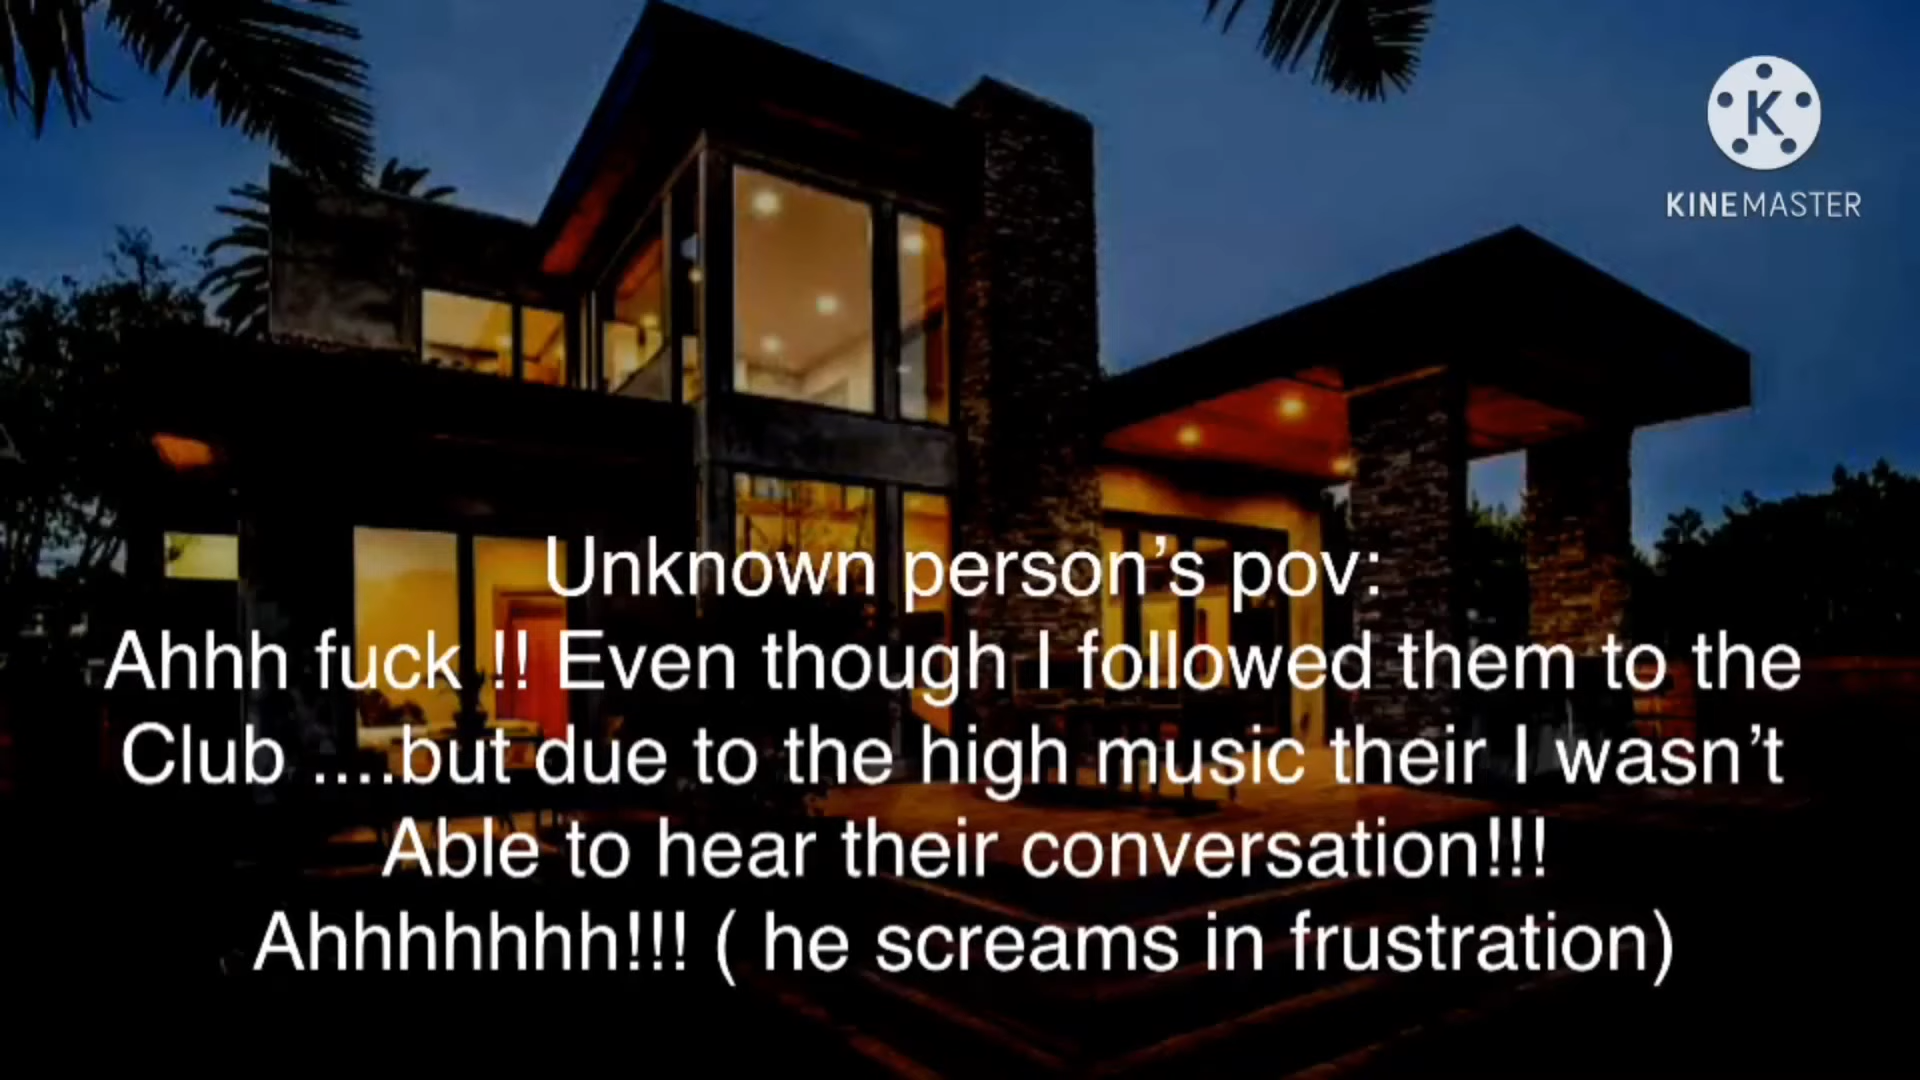 K
KINEMASTER
Unknown person’s pov:
Ahhh fuck !! Even though I followed them to the
Club ....but due to the high music their I wasn’t
Able to hear their conversation!!!
Ahhhhhhh!!! ( he screams in frustration)